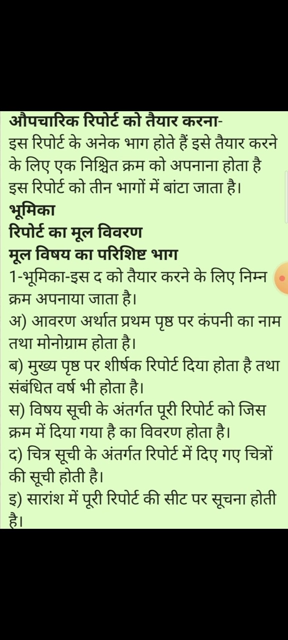 औपचारिक रिपोर्ट को तैयार करना-
इस रिपोर्ट के अनेक भाग होते हैं इसे तैयार करने
के लिए एक निश्चित क्रम को अपनाना होता है
इस रिपोर्ट को तीन भागों में बांटा जाता है।
भूमिका
रिपोर्ट का मूल विवरण
मूल विषय का परिशिष्ट भाग
1-भूमिका-इस द को तैयार करने के लिए निम्न
क्रम अपनाया जाता है।
अ) आवरण अर्थात प्रथम पृष्ठ पर कंपनी का नाम
तथा मोनोग्राम होता है।
ब) मुख्य पृष्ठ पर शीर्षक रिपोर्ट दिया होता है तथा
संबंधित वर्ष भी होता है।
स) विषय सूची के अंतर्गत पूरी रिपोर्ट को जिस
क्रम में दिया गया है का विवरण होता है।
द) चित्र सूची के अंतर्गत रिपोर्ट में दिए गए चित्रों
की सूची होती है।
इ) सारांश में पूरी रिपोर्ट की सीट पर सूचना होती
है।